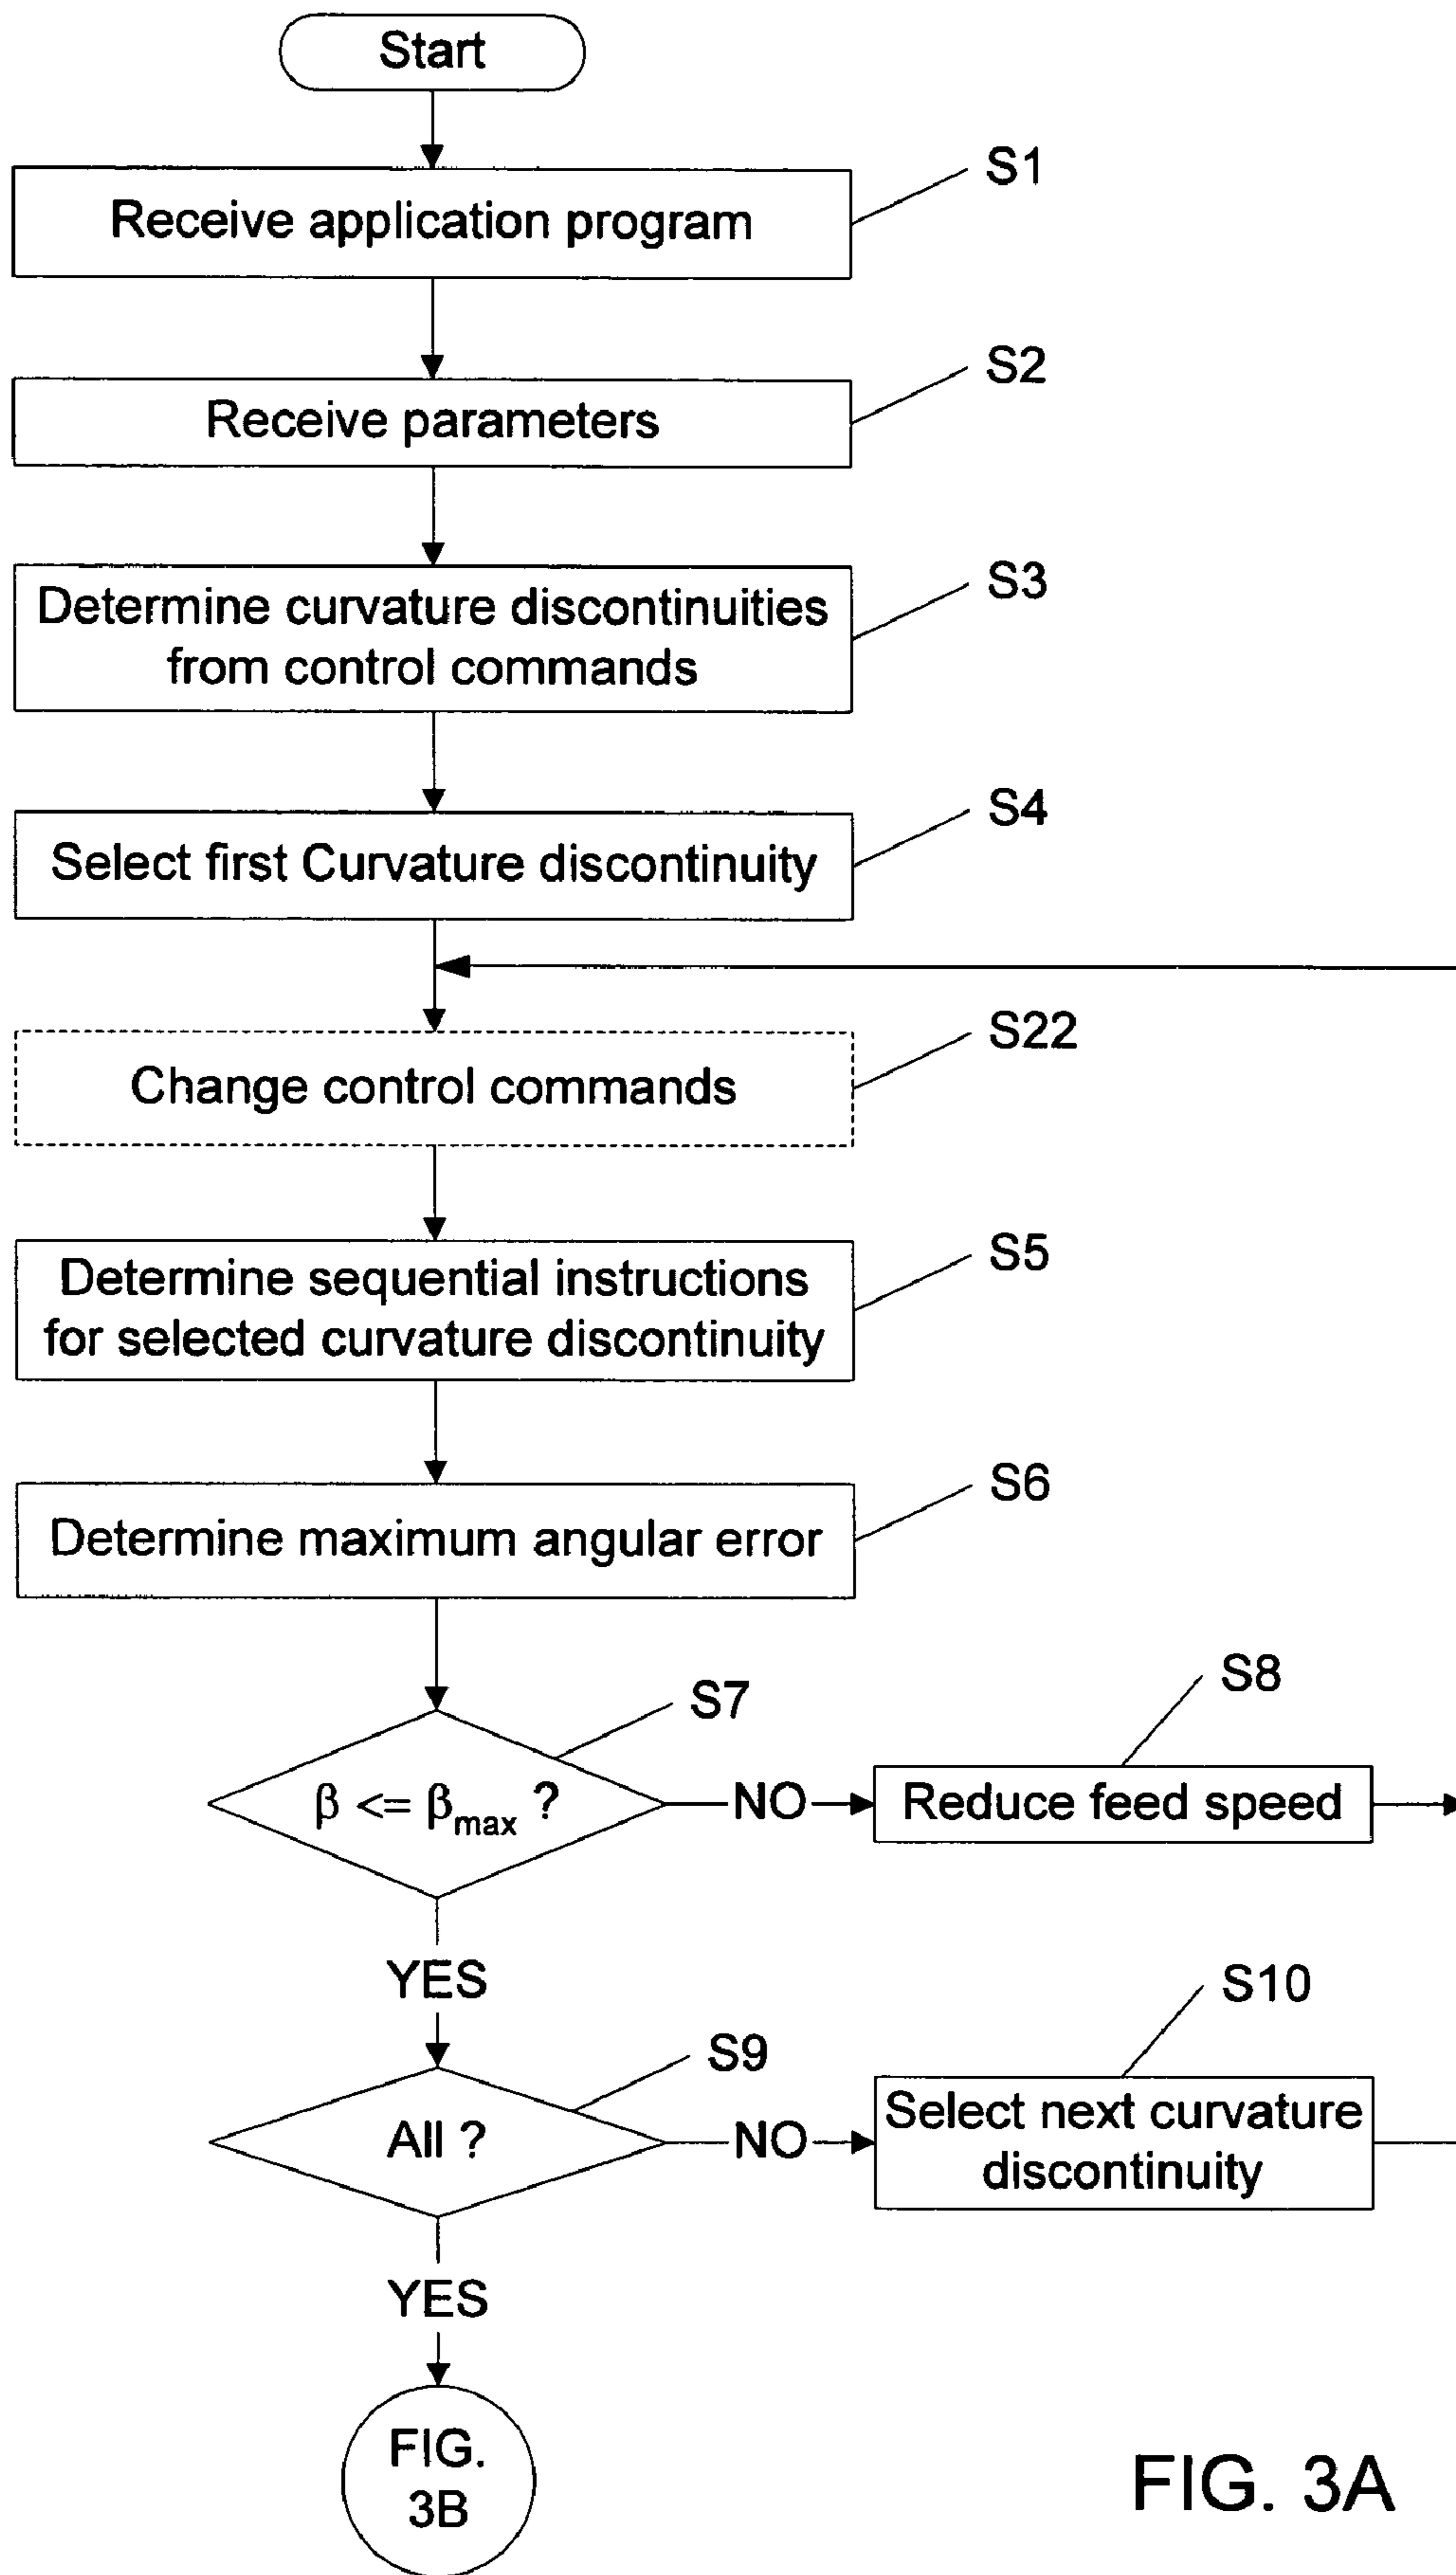 Start
S1
Receive application program
S2
Receive parameters
S3
Determine curvature discontinuities
from control commands
S4
Select first Curvature discontinuity
S22
Change control commands
S5
Determine sequential instructions
for selected curvature discontinuity
S6
Determine maximum angular error
S7
β <= βmax ?
NO
S8
Reduce feed speed
YES
S9
All ?
NO
S10
Select next curvature
discontinuity
YES
FIG.
3B
FIG. 3A